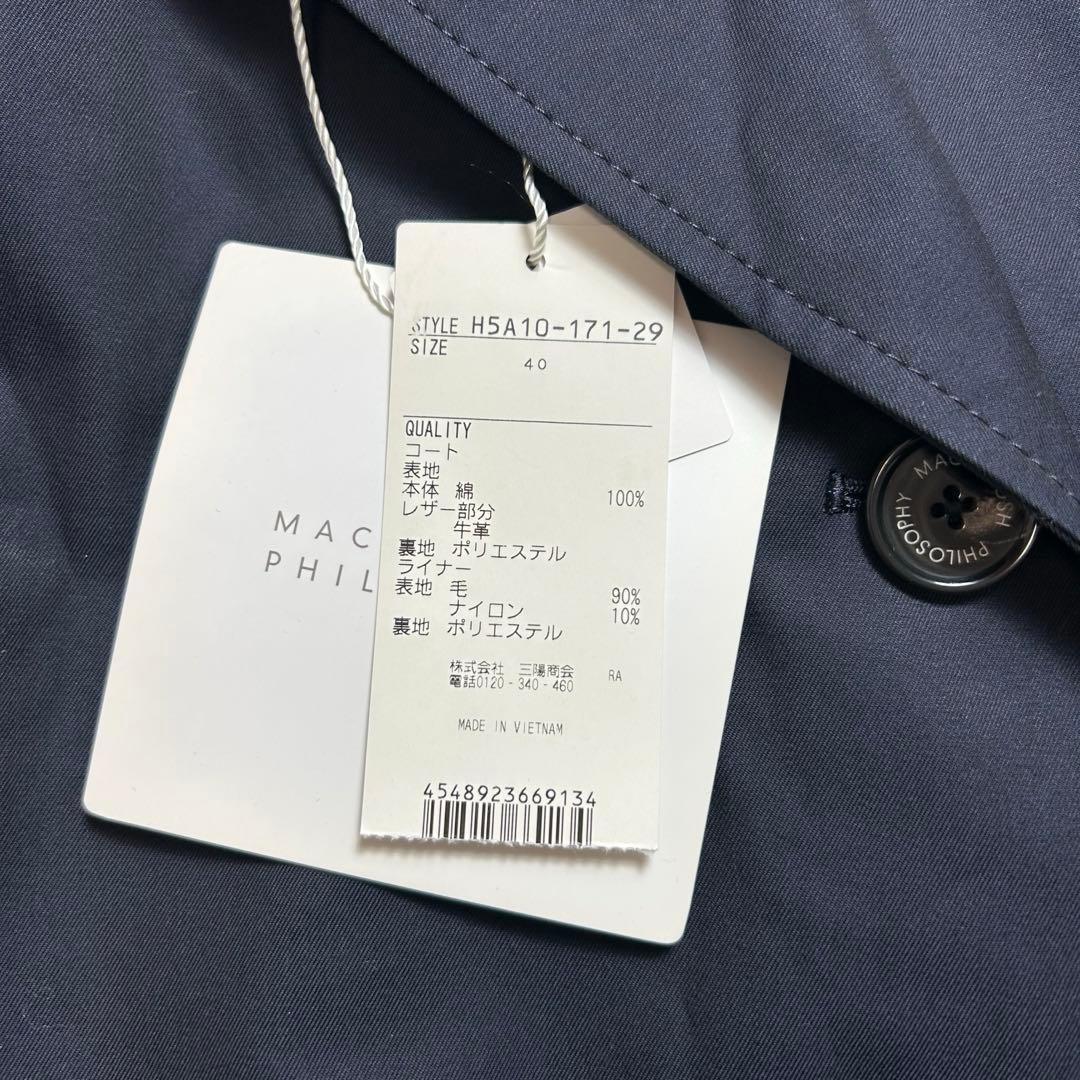 MAC
PHIL
STYLE H5A10-171-29
SIZE
40
QUALITY
コート
表地
本体 綿 100%
レザー部分
牛革
裏地 ポリエステル
ライナー
表地 毛 90%
ナイロン 10%
裏地 ポリエステル
株式会社 三陽商会 RA
電話0120-340-460
MADE IN VIETNAM
4548923669134
MAC OSH
PHILOSOPHY